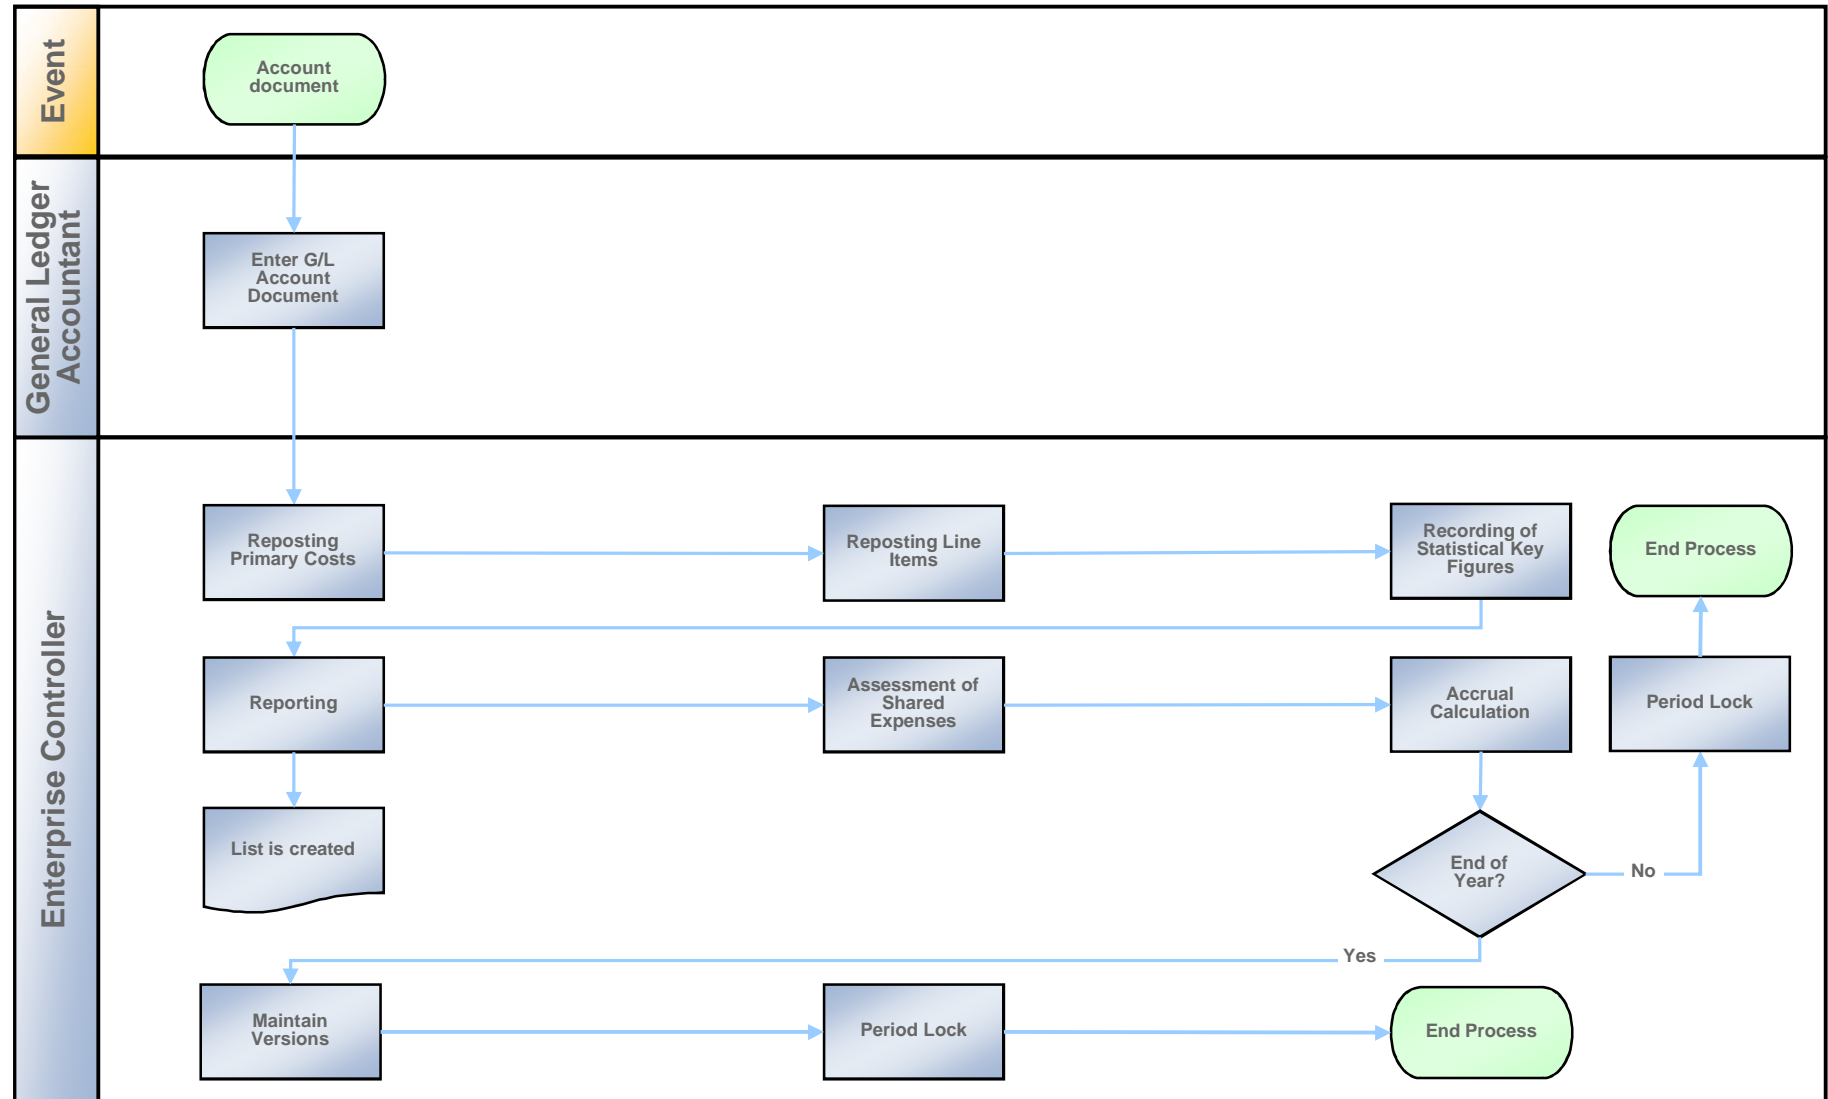 Event
Account
document
General Ledger
Accountant
Enter G/L
Account
Document
Enterprise Controller
Reposting
Primary Costs
Reposting Line
Items
Recording of
Statistical Key
Figures
End Process
Reporting
Assessment of
Shared
Expenses
Accrual
Calculation
Period Lock
List is created
End of
Year?
No
Yes
Maintain
Versions
Period Lock
End Process